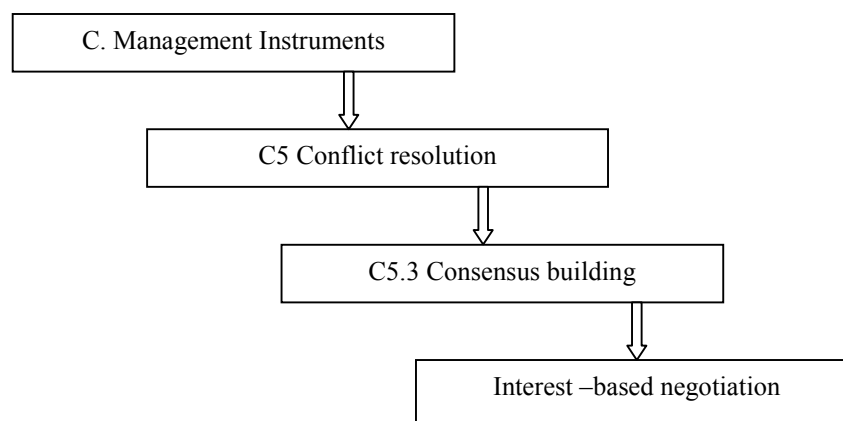 C. Management Instruments
C5 Conflict resolution
C5.3 Consensus building
Interest –based negotiation